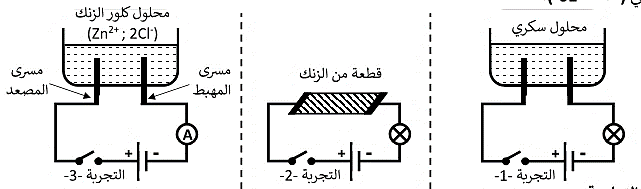 محلول سكري
+ -
التجربة -1-
قطعة من الزنك
+ -
التجربة -2-
محلول كلور الزنك
(Zn²⁺ ; 2Cl⁻)
مسرى
المهبط
مسرى
المصعد
A
+ -
التجربة -3-